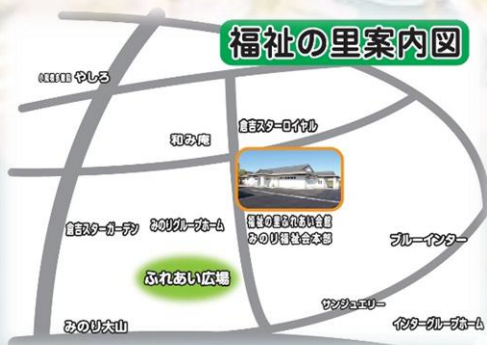 福祉の里案内図
やしろ
和み庵
倉吉スターロイヤル
倉吉スターガーデン
みのりグループホーム
福祉の里ふれあい会館
みのり福祉会本部
ブルーインター
ふれあい広場
サンジュエリー
みのり大山
インターグループホーム